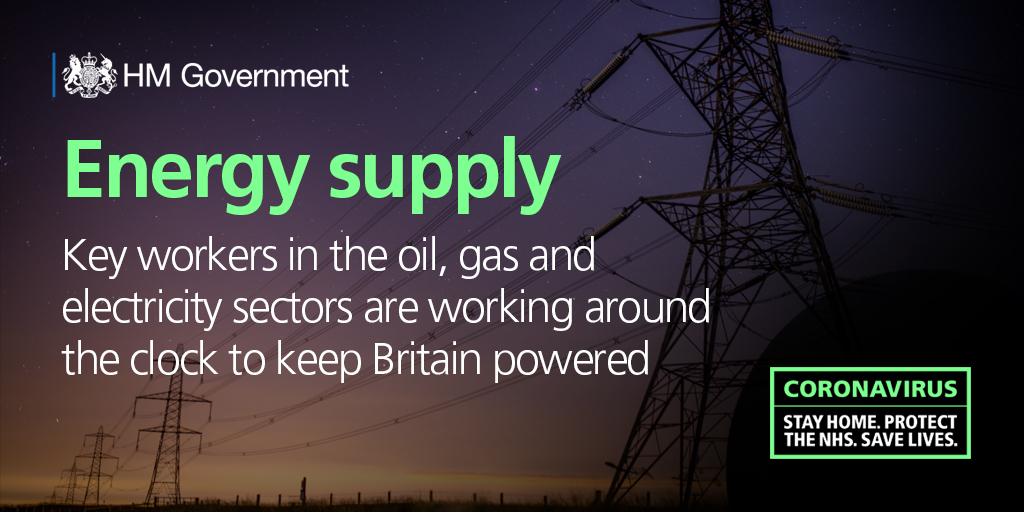 HM Government
Energy supply
Key workers in the oil, gas and
electricity sectors are working around
the clock to keep Britain powered
CORONAVIRUS
STAY HOME. PROTECT
THE NHS. SAVE LIVES.